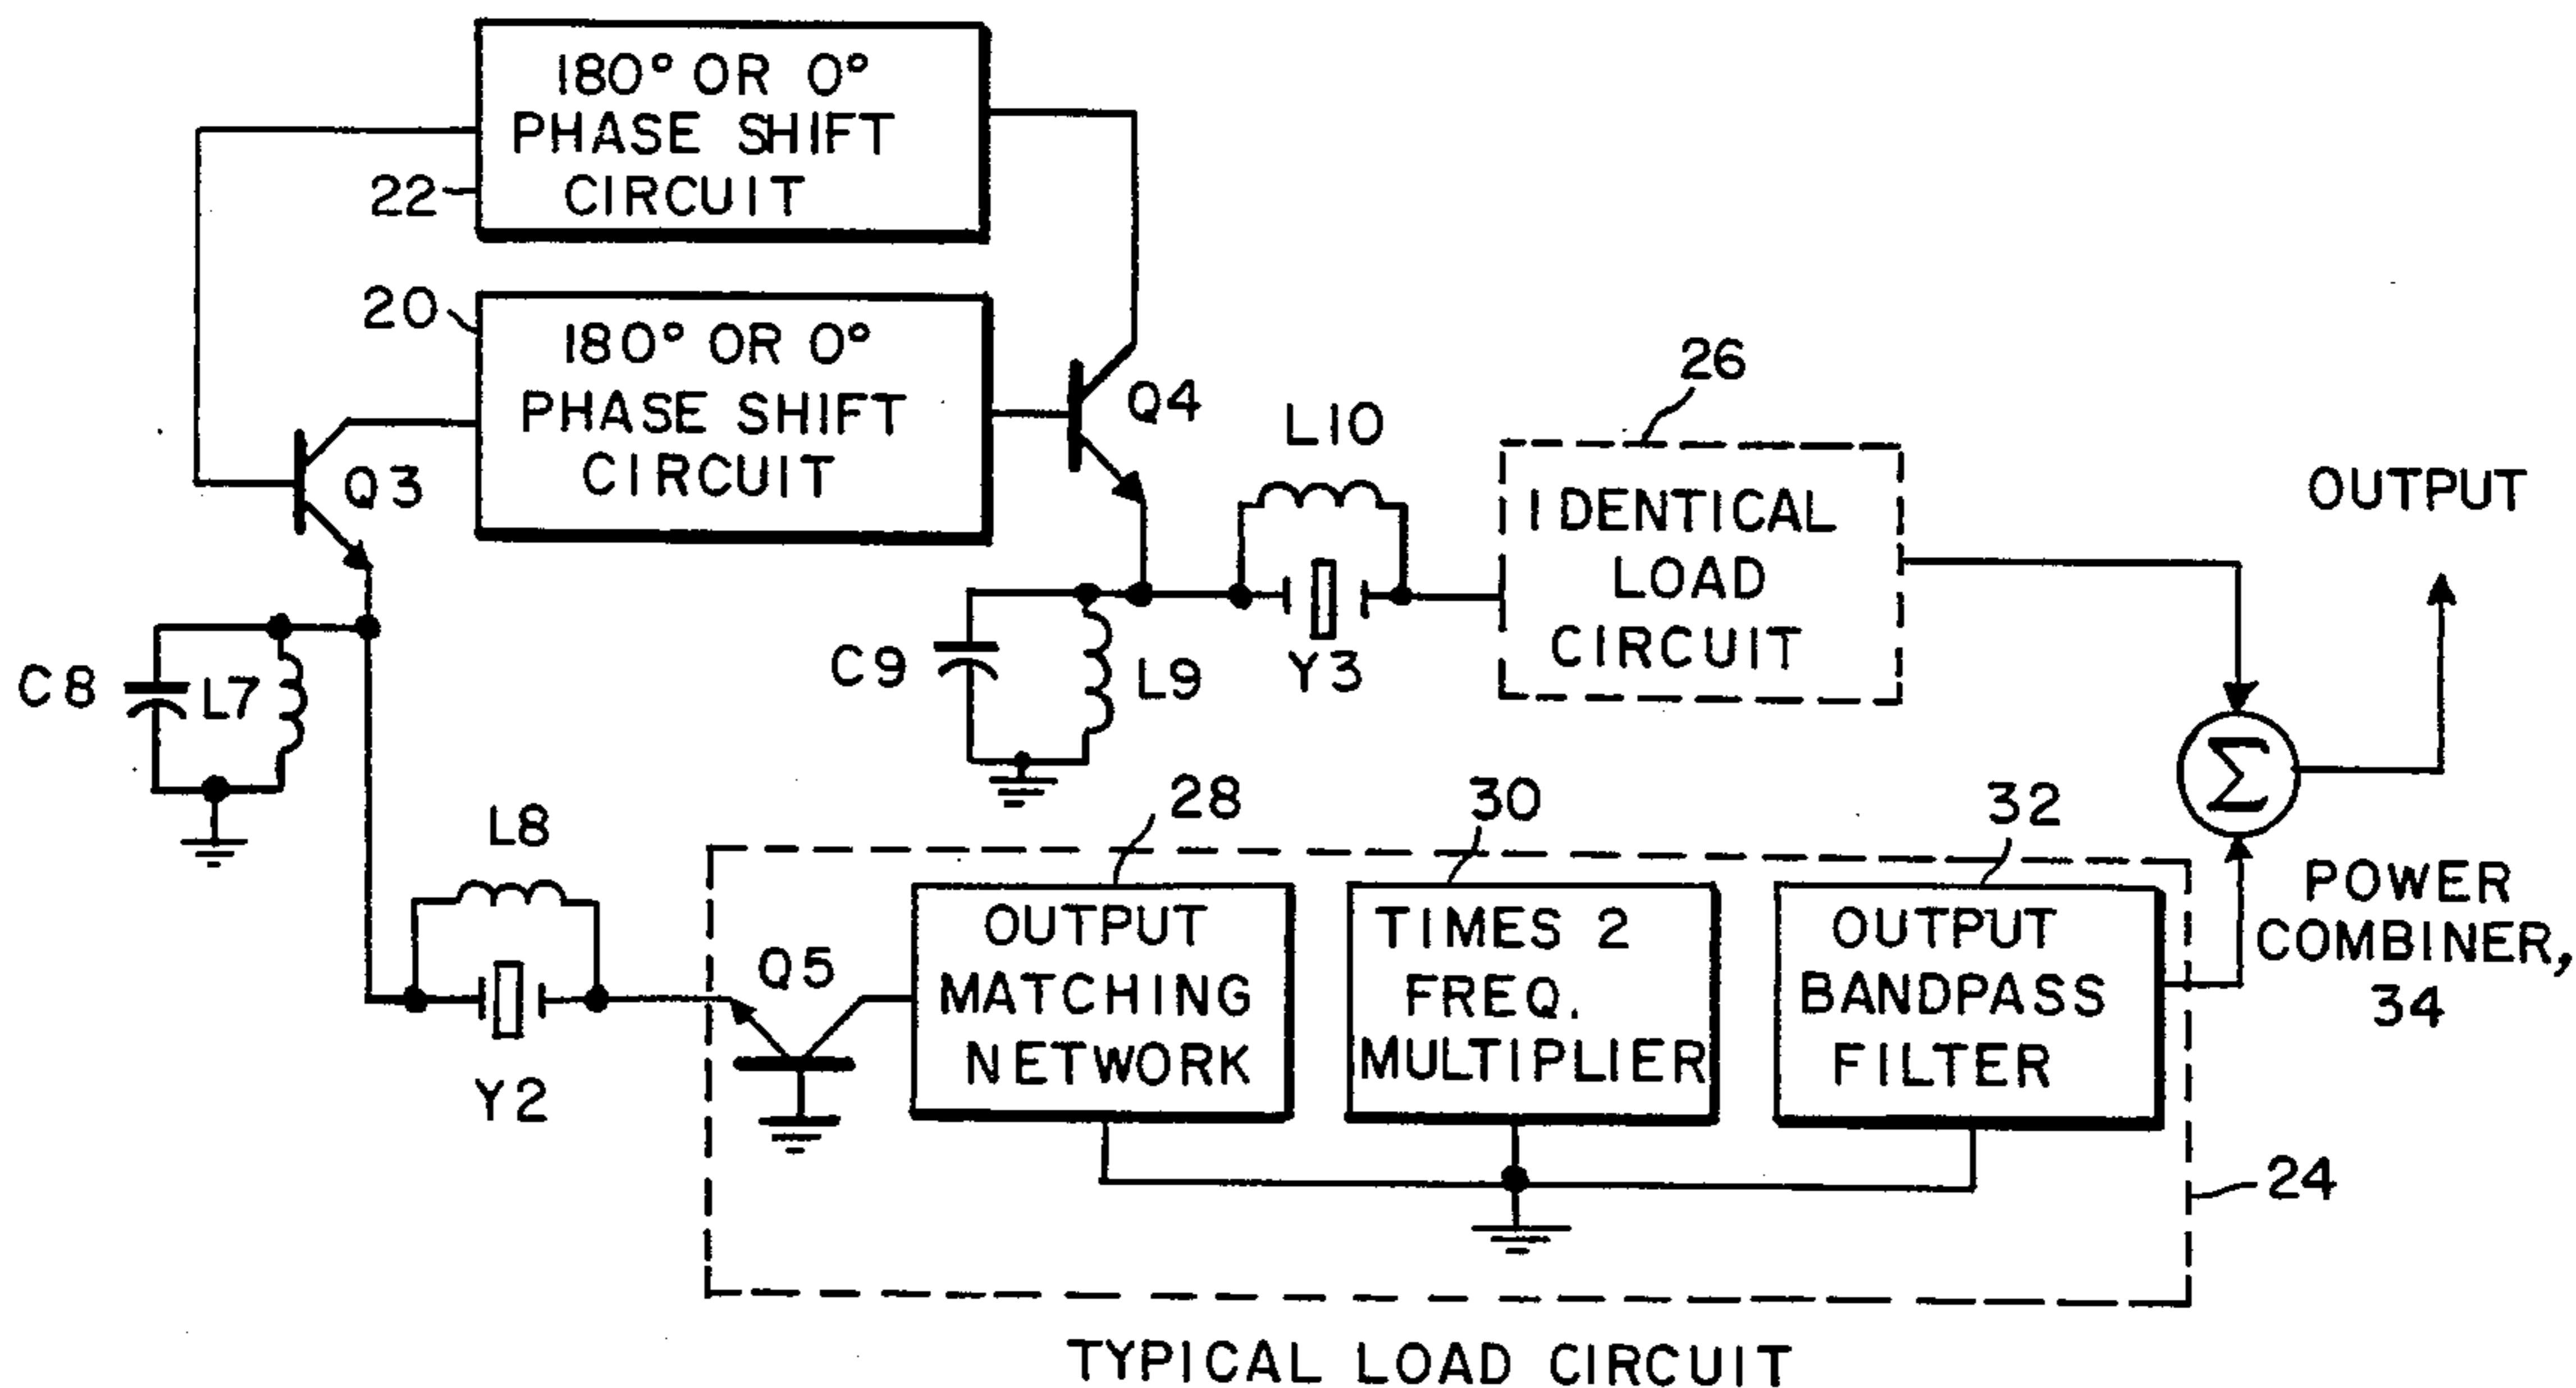 180° OR 0°
PHASE SHIFT
CIRCUIT
22
20
180° OR 0°
PHASE SHIFT
CIRCUIT
Q3
Q4
L10
26
IDENTICAL
LOAD
CIRCUIT
OUTPUT
C8
L7
C9
L9
Y3
Σ
L8
Y2
28
30
32
POWER
COMBINER,
34
Q5
OUTPUT
MATCHING
NETWORK
TIMES 2
FREQ.
MULTIPLIER
OUTPUT
BANDPASS
FILTER
24
TYPICAL LOAD CIRCUIT